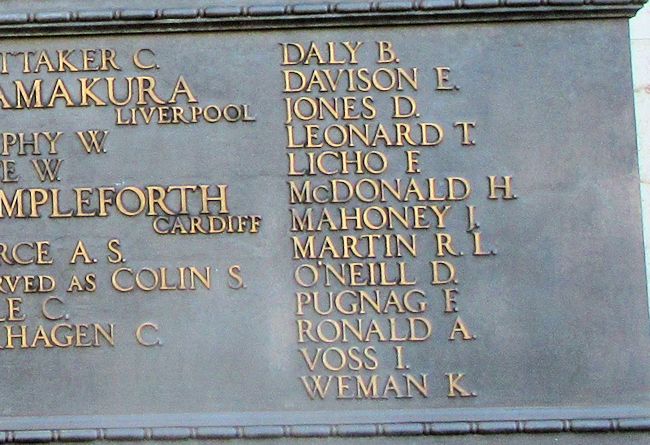 TTAKER C.
AMAKURA
LIVERPOOL
PHY W.
E W.
MPLEFORTH
CARDIFF
RCE A. S.
RVED AS COLIN S.
LE C.
HAGEN C.
DALY B.
DAVISON E.
JONES D.
LEONARD T.
LICHO F.
McDONALD H.
MAHONEY J.
MARTIN R. L.
O'NEILL D.
PUGNAG F.
RONALD A.
VOSS I.
WEMAN K.